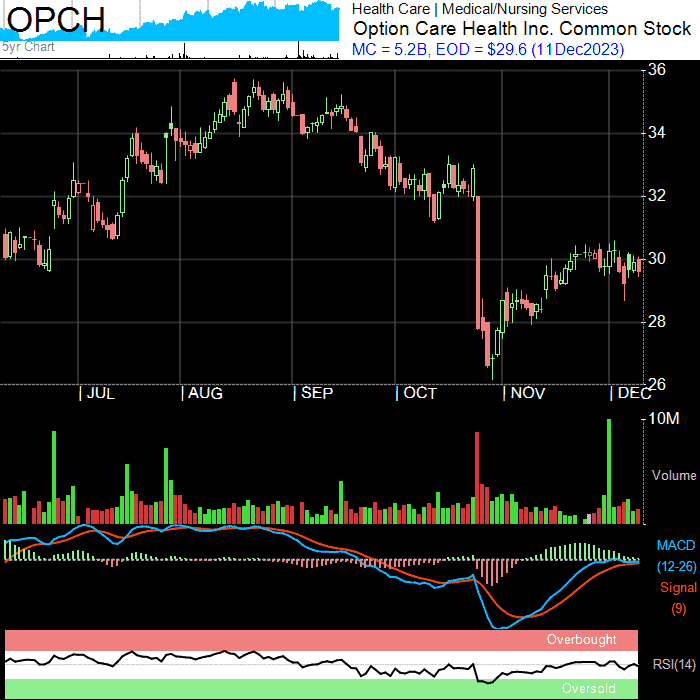 OPCH
5yr Chart
Health Care | Medical/Nursing Services
Option Care Health Inc. Common Stock
MC = 5.2B, EOD = $29.6 (11Dec2023)
36
34
32
30
28
26
| JUL | AUG | SEP | OCT | NOV | DEC
10M
Volume
MACD
(12-26)
Signal
(9)
Overbought
RSI(14)
Oversold